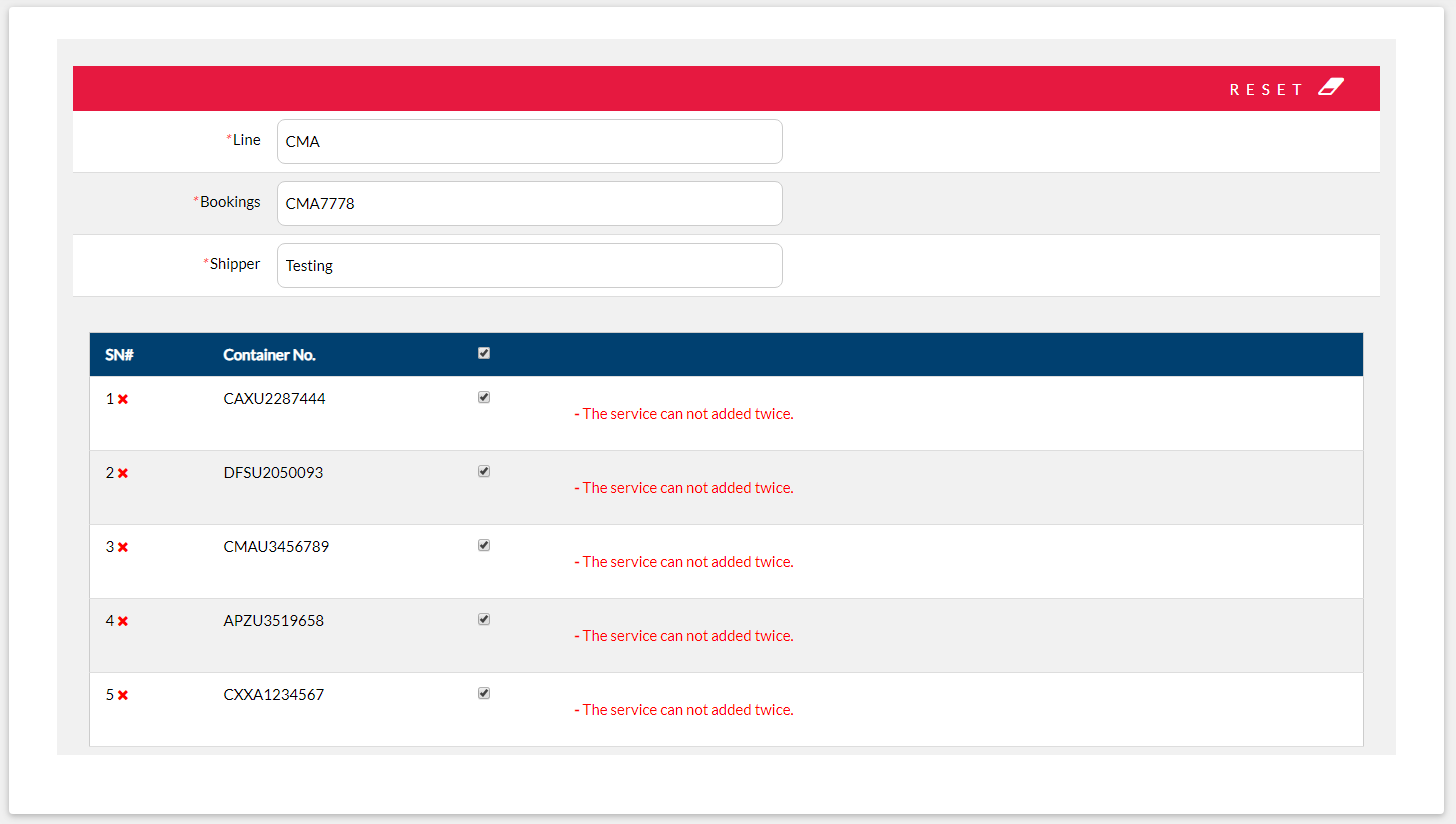 RESET
*Line CMA
*Bookings CMA7778
*Shipper Testing
SN# Container No.
1 CAXU2287444
- The service can not added twice.
2 DFSU2050093
- The service can not added twice.
3 CMAU3456789
- The service can not added twice.
4 APZU3519658
- The service can not added twice.
5 CXXA1234567
- The service can not added twice.